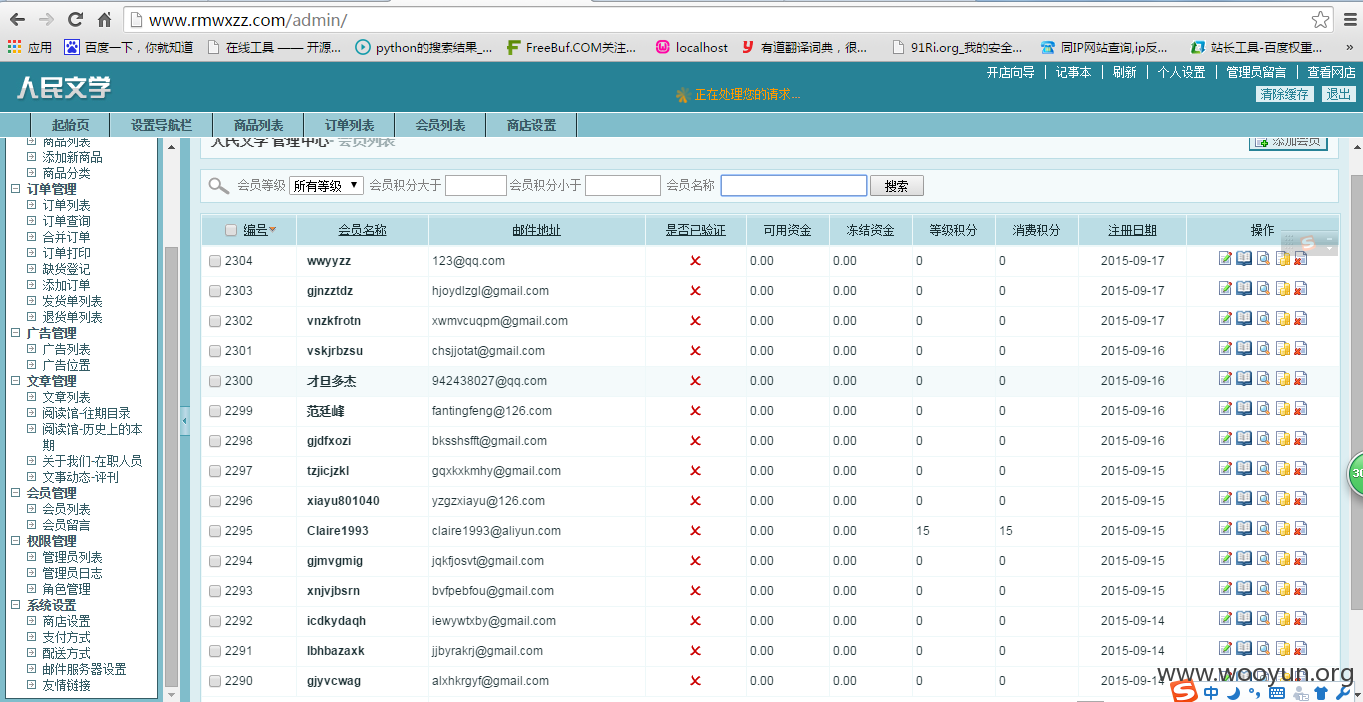 www.rmwxzz.com/admin/
应用 百度一下，你就知道 在线工具 —— 开源... python的搜索结果_... FreeBuf.COM关注... localhost 有道翻译词典，很... 91Ri.org_我的安全... 同IP网站查询,ip反... 站长工具-百度权重... »
人民文学
开店向导 记事本 刷新 个人设置 管理员留言 查看网店
正在处理您的请求...
清除缓存 退出
起始页 设置导航栏 商品列表 订单列表 会员列表 商店设置
商品列表
添加新商品
商品分类
订单管理
订单列表
订单查询
合并订单
订单打印
缺货登记
添加订单
发货单列表
退货单列表
广告管理
广告列表
广告位置
文章管理
文章列表
阅读馆-往期目录
阅读馆-历史上的本
期
关于我们-在职人员
文事动态-评刊
会员管理
会员列表
会员留言
权限管理
管理员列表
管理员日志
角色管理
系统设置
商店设置
支付方式
配送方式
邮件服务器设置
友情链接
人民文学 管理中心- 会员列表
添加会员
会员等级 所有等级 会员积分大于 会员积分小于 会员名称 搜索
编号 会员名称 邮件地址 是否已验证 可用资金 冻结资金 等级积分 消费积分 注册日期 操作
2304 wwyyzz 123@qq.com 0.00 0.00 0 0 2015-09-17
2303 gjnzztdz hjoydlzgl@gmail.com 0.00 0.00 0 0 2015-09-17
2302 vnzkfrotn xwmvcuqpm@gmail.com 0.00 0.00 0 0 2015-09-17
2301 vskjrbzsu chsjjotat@gmail.com 0.00 0.00 0 0 2015-09-16
2300 才旦多杰 942438027@qq.com 0.00 0.00 0 0 2015-09-16
2299 范廷峰 fantingfeng@126.com 0.00 0.00 0 0 2015-09-16
2298 gjdfxozi bksshsfft@gmail.com 0.00 0.00 0 0 2015-09-16
2297 tzjicjzkl gqxkxkmhy@gmail.com 0.00 0.00 0 0 2015-09-15
2296 xiayu801040 yzgzxiayu@126.com 0.00 0.00 0 0 2015-09-15
2295 Claire1993 claire1993@aliyun.com 0.00 0.00 15 15 2015-09-15
2294 gjmvgmig jqkfjosvt@gmail.com 0.00 0.00 0 0 2015-09-15
2293 xnjvjbsrn bvfpebfou@gmail.com 0.00 0.00 0 0 2015-09-15
2292 icdkydaqh iewywtxby@gmail.com 0.00 0.00 0 0 2015-09-14
2291 lbhbazaxk jjbyrakrj@gmail.com 0.00 0.00 0 0 2015-09-14
2290 gjyvcwag alxhkrgyf@gmail.com 0.00 0.00 0 0 2015-09-14
www.wooyun.org
中
30